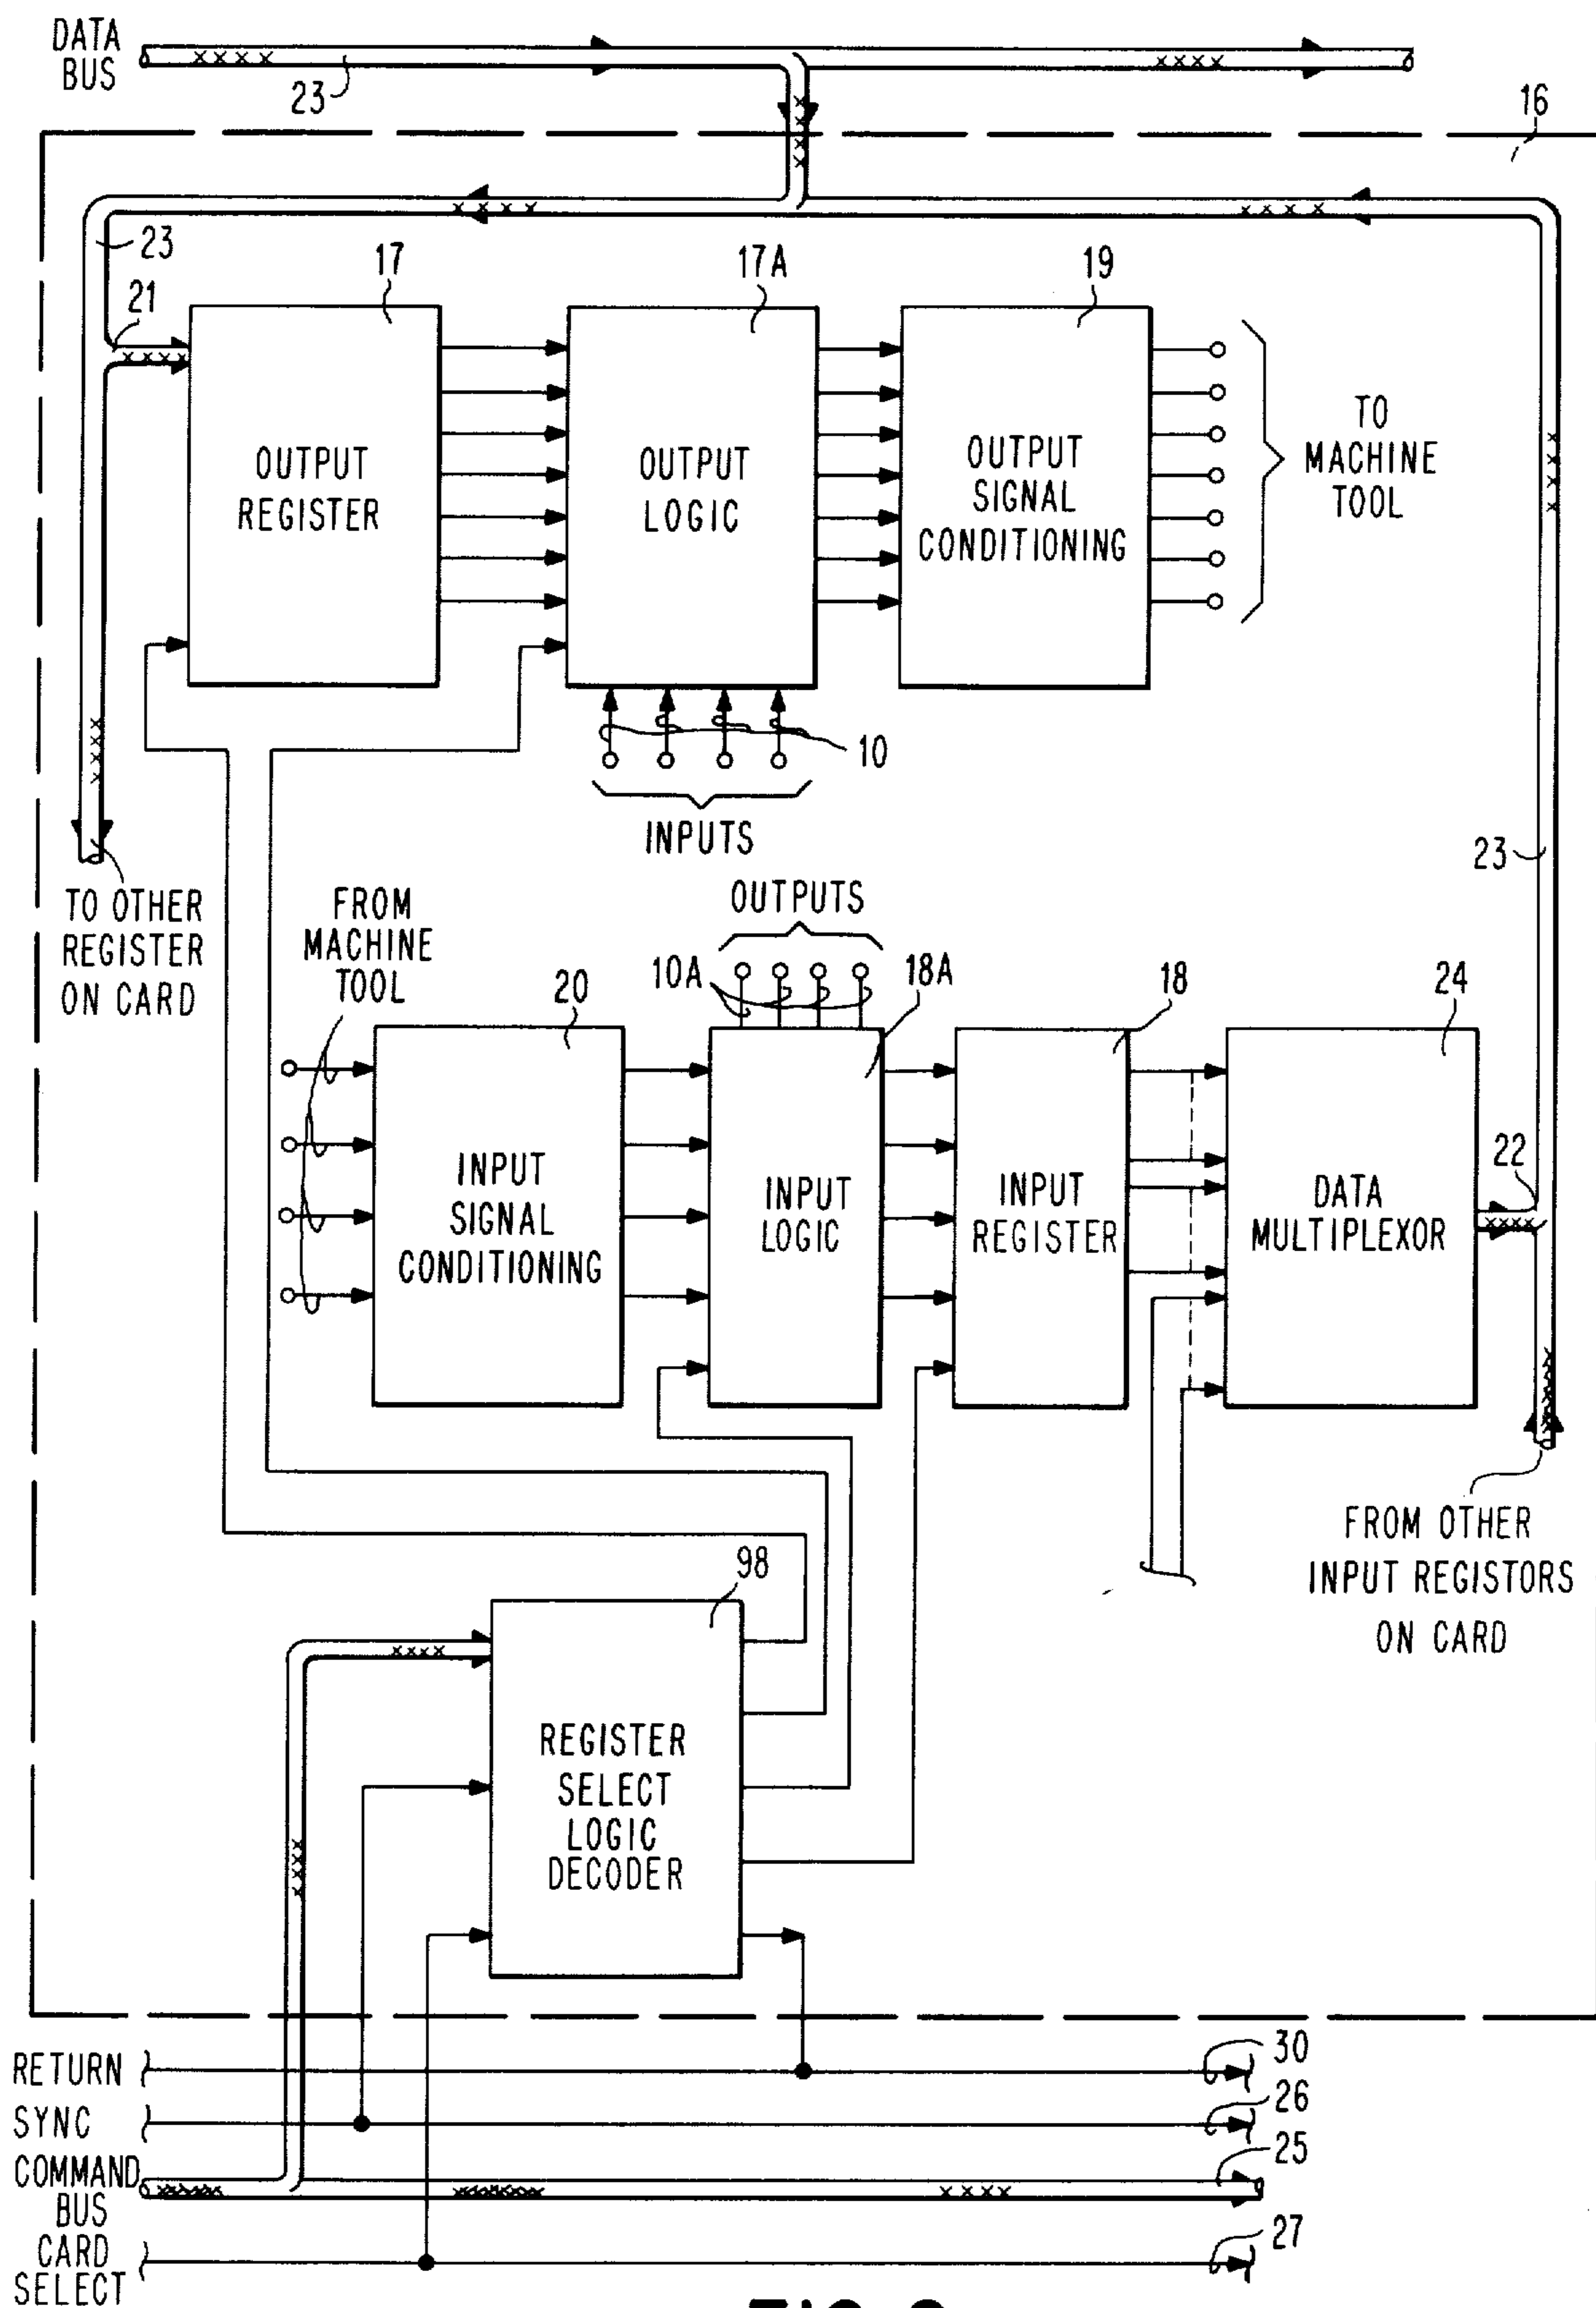 DATA
BUS
23
16
23
21
17
17A
19
OUTPUT
REGISTER
OUTPUT
LOGIC
OUTPUT
SIGNAL
CONDITIONING
TO
MACHINE
TOOL
10
INPUTS
23
TO OTHER
REGISTER
ON CARD
FROM
MACHINE
TOOL
OUTPUTS
10A
18A
20
18
24
INPUT
SIGNAL
CONDITIONING
INPUT
LOGIC
INPUT
REGISTER
DATA
MULTIPLEXOR
22
FROM OTHER
INPUT REGISTORS
ON CARD
98
REGISTER
SELECT
LOGIC
DECODER
RETURN
30
SYNC
26
COMMAND
BUS
25
CARD
SELECT
27